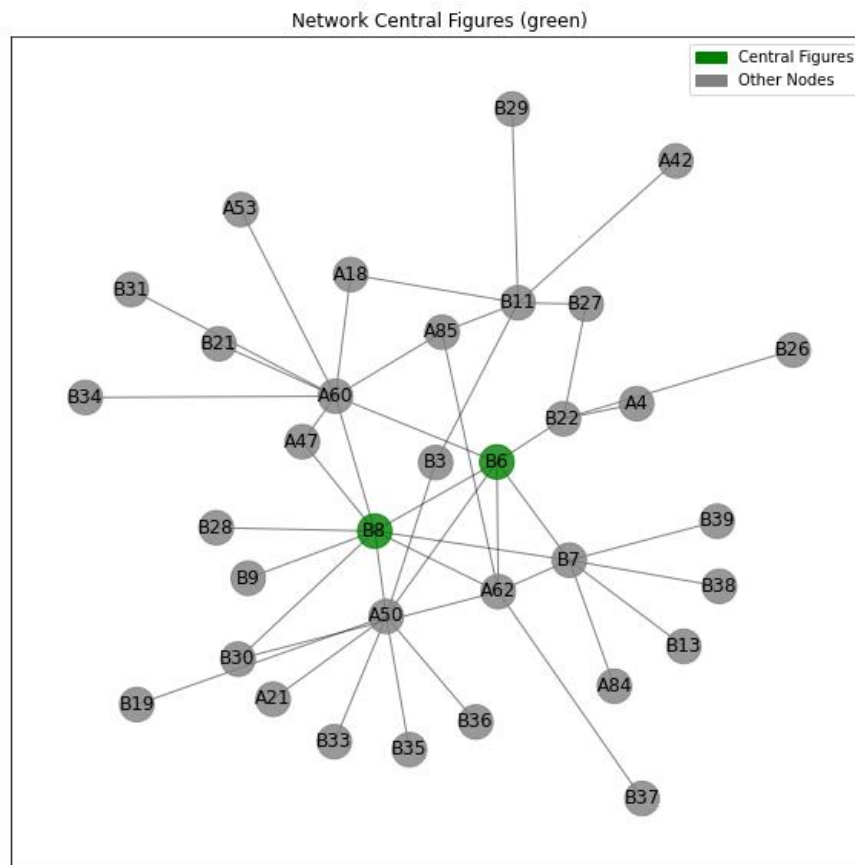 Network Central Figures (green)
Central Figures
Other Nodes
B29
A42
A53
A18
B31
B11
B27
A85
B21
B26
B34
A60
A4
B22
A47
B3
B6
B28
B8
B39
B7
B9
A62
B38
A50
B13
B30
A84
B19
A21
B36
B33
B35
B37